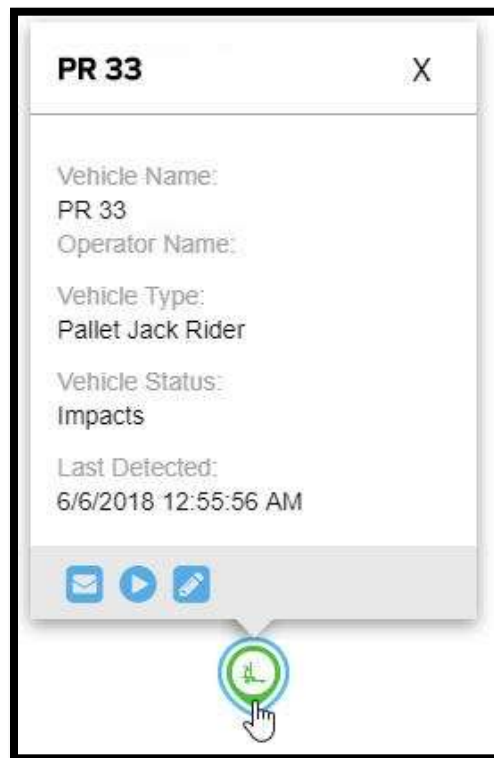 PR 33 X
Vehicle Name:
PR 33
Operator Name:
Vehicle Type:
Pallet Jack Rider
Vehicle Status:
Impacts
Last Detected:
6/6/2018 12:55:56 AM